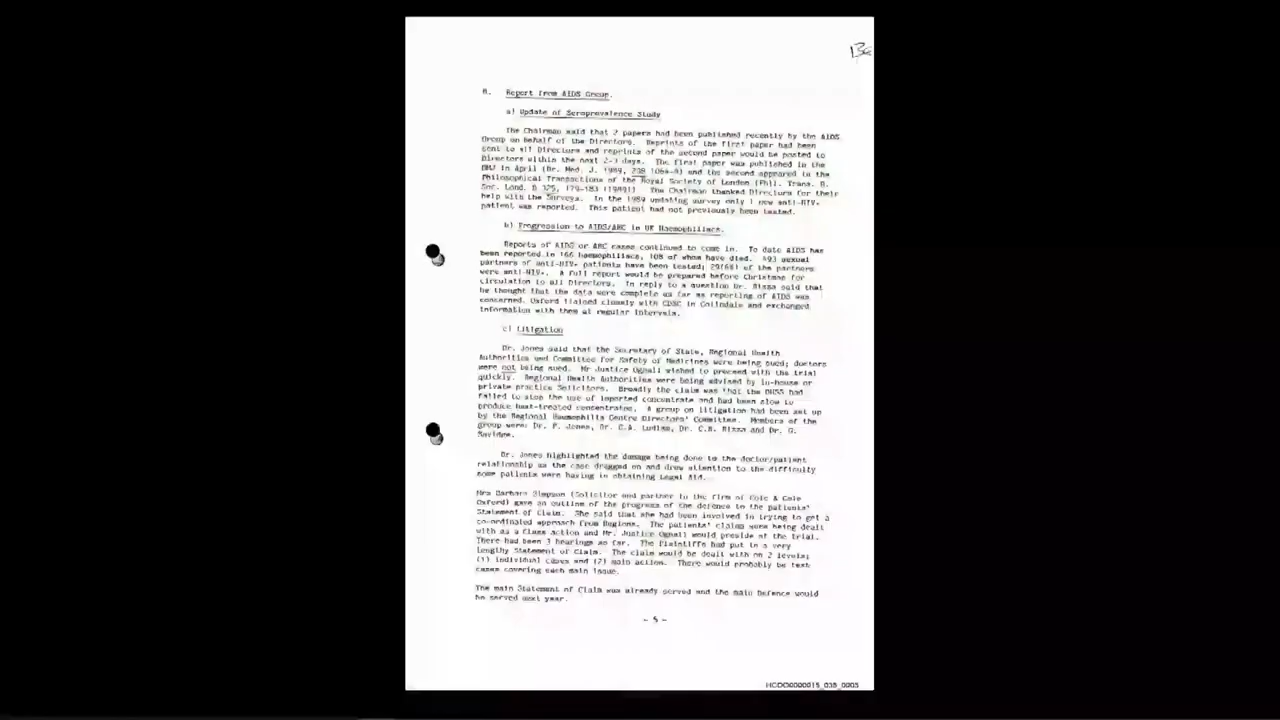 136
8. Report from AIDS Group.
a) Update of Seroprevalence Study
The Chairman said that 2 papers had been published recently by the AIDS
Group on behalf of the Directors. Reprints of the first paper had been
sent to all Directors and reprints of the second paper would be posted to
Directors within the next 2-3 days. The first paper was published in the
BMJ in April (Br. Med. J. 1989, 298 1064-8) and the second appeared in the
Philosophical Transactions of the Royal Society of London (Phil. Trans. R.
Soc. Lond. B 325, 179-183 (1989)) The Chairman thanked Directors for their
help with the Surveys. In the 1989 updating survey only 1 new anti-HIV+
patient was reported. This patient had not previously been tested.
b) Progression to AIDS/ARC in UK Haemophiliacs.
Reports of AIDS or ARC cases continued to come in. To date AIDS has
been reported in 166 haemophiliacs, 108 of whom have died. 493 sexual
partners of anti-HIV+ patients have been tested; 29(6%) of the partners
were anti-HIV+. A full report would be prepared before Christmas for
circulation to all Directors. In reply to a question Dr. Rizza said that
he thought that the data were complete as far as reporting of AIDS was
concerned. Oxford liaised closely with CDSC in Colindale and exchanged
information with them at regular intervals.
c) Litigation
Dr. Jones said that the Secretary of State, Regional Health
Authorities and Committee for Safety of Medicines were being sued; doctors
were not being sued. Mr Justice Ognall wished to proceed with the trial
quickly. Regional Health Authorities were being advised by in-house or
private practice Solicitors. Broadly the claim was that the DHSS had
failed to stop the use of imported concentrate and had been slow to
produce heat-treated concentrates. A group on litigation had been set up
by the Regional Haemophilia Centre Directors' Committee. Members of the
group were: Dr. P. Jones, Dr. C.A. Ludlam, Dr. C.R. Rizza and Dr. G.
Savidge.
Dr. Jones highlighted the damage being done to the doctor/patient
relationship as the case dragged on and drew attention to the difficulty
some patients were having in obtaining Legal Aid.
Mrs Barbara Simpson (Solicitor and partner in the firm of Cole & Cole
Oxford) gave an outline of the progress of the defence to the patients'
Statement of Claim. She said that she had been involved in trying to get a
co-ordinated approach from Regions. The patients' claims were being dealt
with as a Class action and Mr. Justice Ognall would preside at the trial.
There had been 3 hearings so far. The Plaintiffs had put in a very
lengthy Statement of Claim. The claim would be dealt with on 2 levels;
(1) individual cases and (2) main action. There would probably be test
cases covering each main issue.
The main Statement of Claim was already served and the main Defence would
be served next year.
- 5 -
HCDO0000015_035_0005